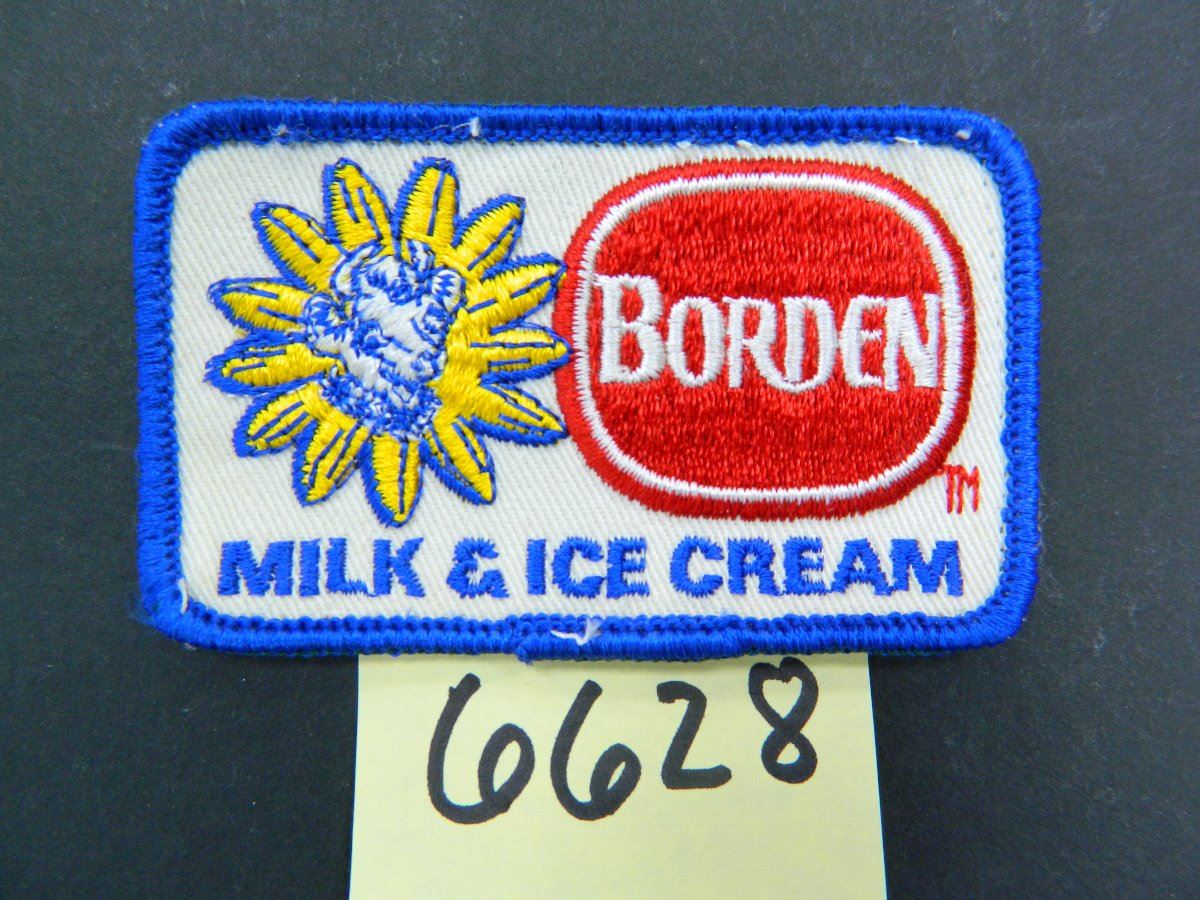 BORDEN
TM
MILK & ICE CREAM
6628